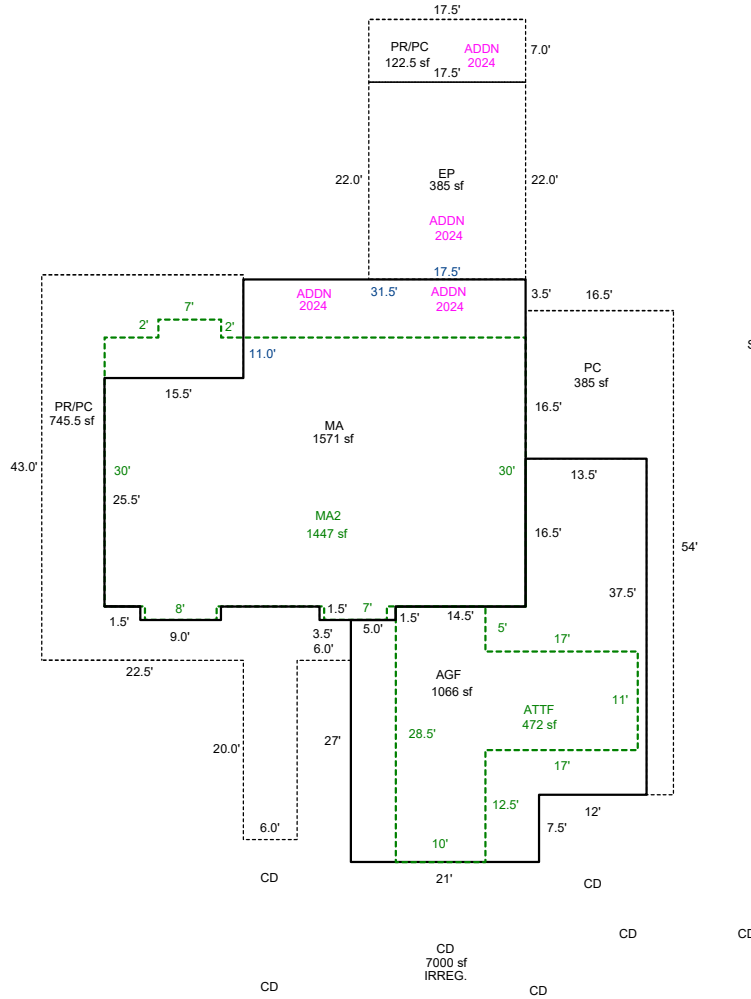 17.5'
PR/PC
122.5 sf
ADDN
2024
7.0'
17.5'
22.0'
EP
385 sf
22.0'
ADDN
2024
17.5'
ADDN
2024
31.5'
ADDN
2024
3.5'
16.5'
7'
2'
2'
11.0'
S
PC
385 sf
15.5'
PR/PC
745.5 sf
16.5'
MA
1571 sf
43.0'
30'
25.5'
30'
13.5'
MA2
1447 sf
16.5'
54'
37.5'
1.5'
8'
9.0'
1.5'
7'
3.5'
5.0'
1.5'
14.5'
5'
6.0'
17'
22.5'
AGF
1066 sf
11'
ATTF
472 sf
20.0'
27'
28.5'
17'
12.5'
12'
7.5'
6.0'
10'
21'
CD
CD
CD
CD
CD
7000 sf
IRREG.
CD
CD